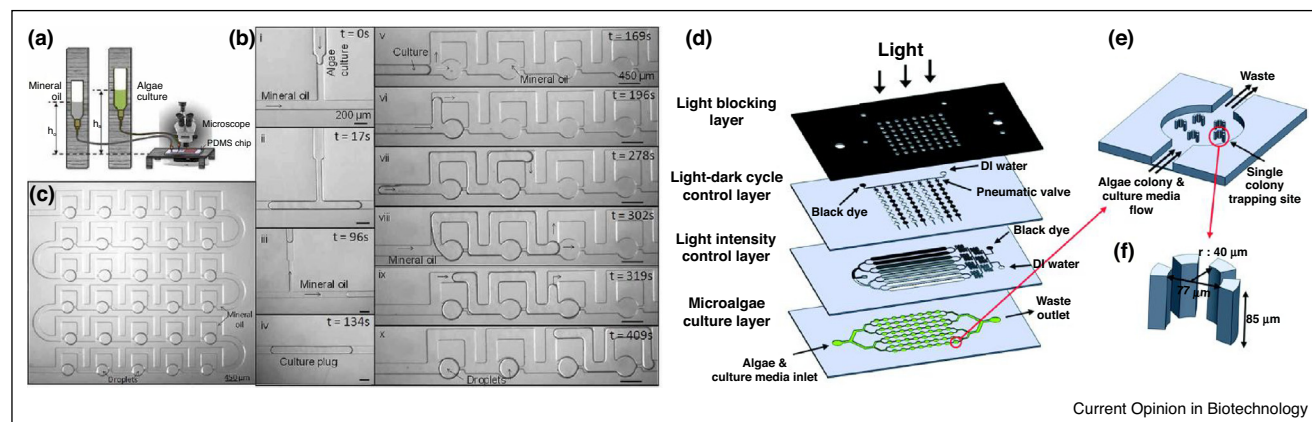 (a)
Mineral
oil
Algae
culture
hₒ
Microscope
PDMS chip
(b)
i
t = 0s
Algae
culture
Mineral oil
200 µm
ii
t = 17s
iii
t = 96s
Mineral oil
iv
t = 134s
Culture plug
v
t = 169s
Culture
Mineral oil
450 µm
vi
t = 196s
vii
t = 278s
viii
t = 302s
Mineral oil
ix
t = 319s
x
t = 409s
Droplets
(c)
Mineral
oil
Droplets
450 µm
(d)
Light
Light blocking
layer
DI water
Light-dark cycle
control layer
Pneumatic valve
Black dye
Black dye
Light intensity
control layer
DI water
Microalgae
culture layer
Waste
outlet
Algae &
culture media inlet
(e)
Waste
Algae colony &
culture media
flow
Single
colony
trapping site
(f)
r : 40 µm
77 µm
85 µm
Current Opinion in Biotechnology